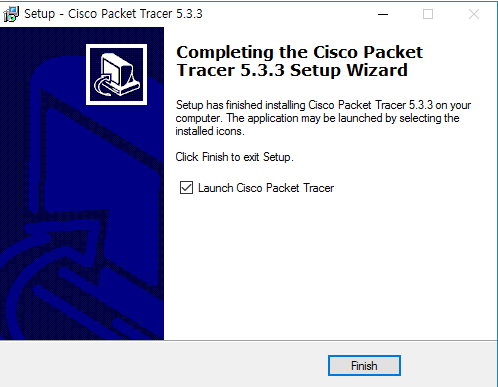 Setup - Cisco Packet Tracer 5.3.3
Completing the Cisco Packet
Tracer 5.3.3 Setup Wizard
Setup has finished installing Cisco Packet Tracer 5.3.3 on your
computer. The application may be launched by selecting the
installed icons.
Click Finish to exit Setup.
Launch Cisco Packet Tracer
Finish